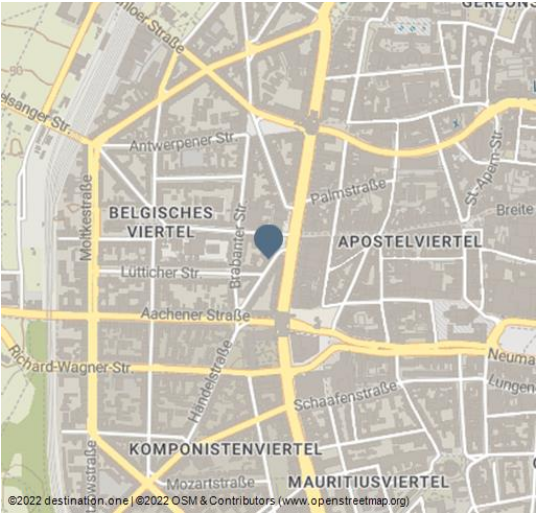 GEREONS
nloer Straße
elsanger Str.
Antwerpener Str.
St.-Apern-Str.
Palmstraße
Moltkestraße
BELGISCHES
VIERTEL
Brabanter Str.
Breite
APOSTELVIERTEL
Lütticher Str.
Aachener Straße
Richard-Wagner-Str.
Händelstraße
Neuma
Lungen
Schaafenstraße
KOMPONISTENVIERTEL
Mozartstraße
MAURITIUSVIERTEL
©2022 destination.one | ©2022 OSM & Contributors (www.openstreetmap.org)